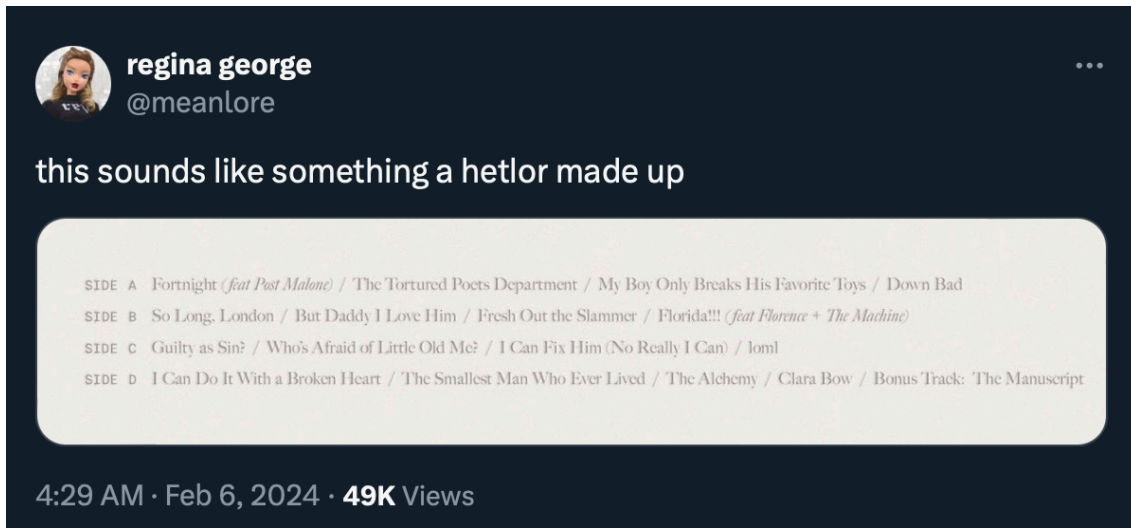 regina george
@meanlore
this sounds like something a hetlor made up
SIDE A Fortnight (feat Post Malone) / The Tortured Poets Department / My Boy Only Breaks His Favorite Toys / Down Bad
SIDE B So Long, London / But Daddy I Love Him / Fresh Out the Slammer / Florida!!! (feat Florence + The Machine)
SIDE C Guilty as Sin? / Who's Afraid of Little Old Me? / I Can Fix Him (No Really I Can) / loml
SIDE D I Can Do It With a Broken Heart / The Smallest Man Who Ever Lived / The Alchemy / Clara Bow / Bonus Track: The Manuscript
4:29 AM · Feb 6, 2024 · 49K Views